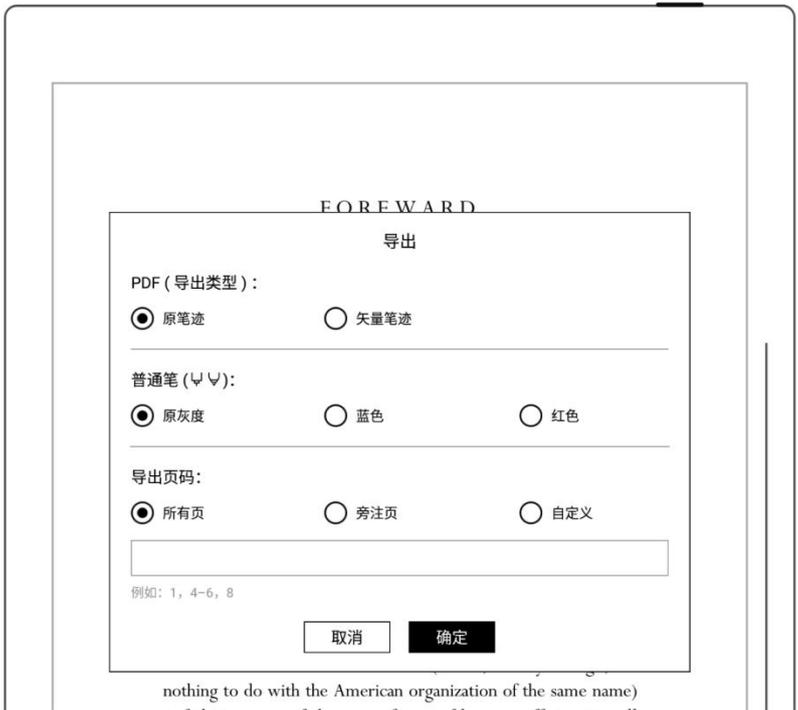 FOREWARD
导出
PDF ( 导出类型 ) :
原笔迹 矢量笔迹
普通笔 ( ):
原灰度 蓝色 红色
导出页码:
所有页 旁注页 自定义
例如: 1, 4-6, 8
取消 确定
nothing to do with the American organization of the same name)